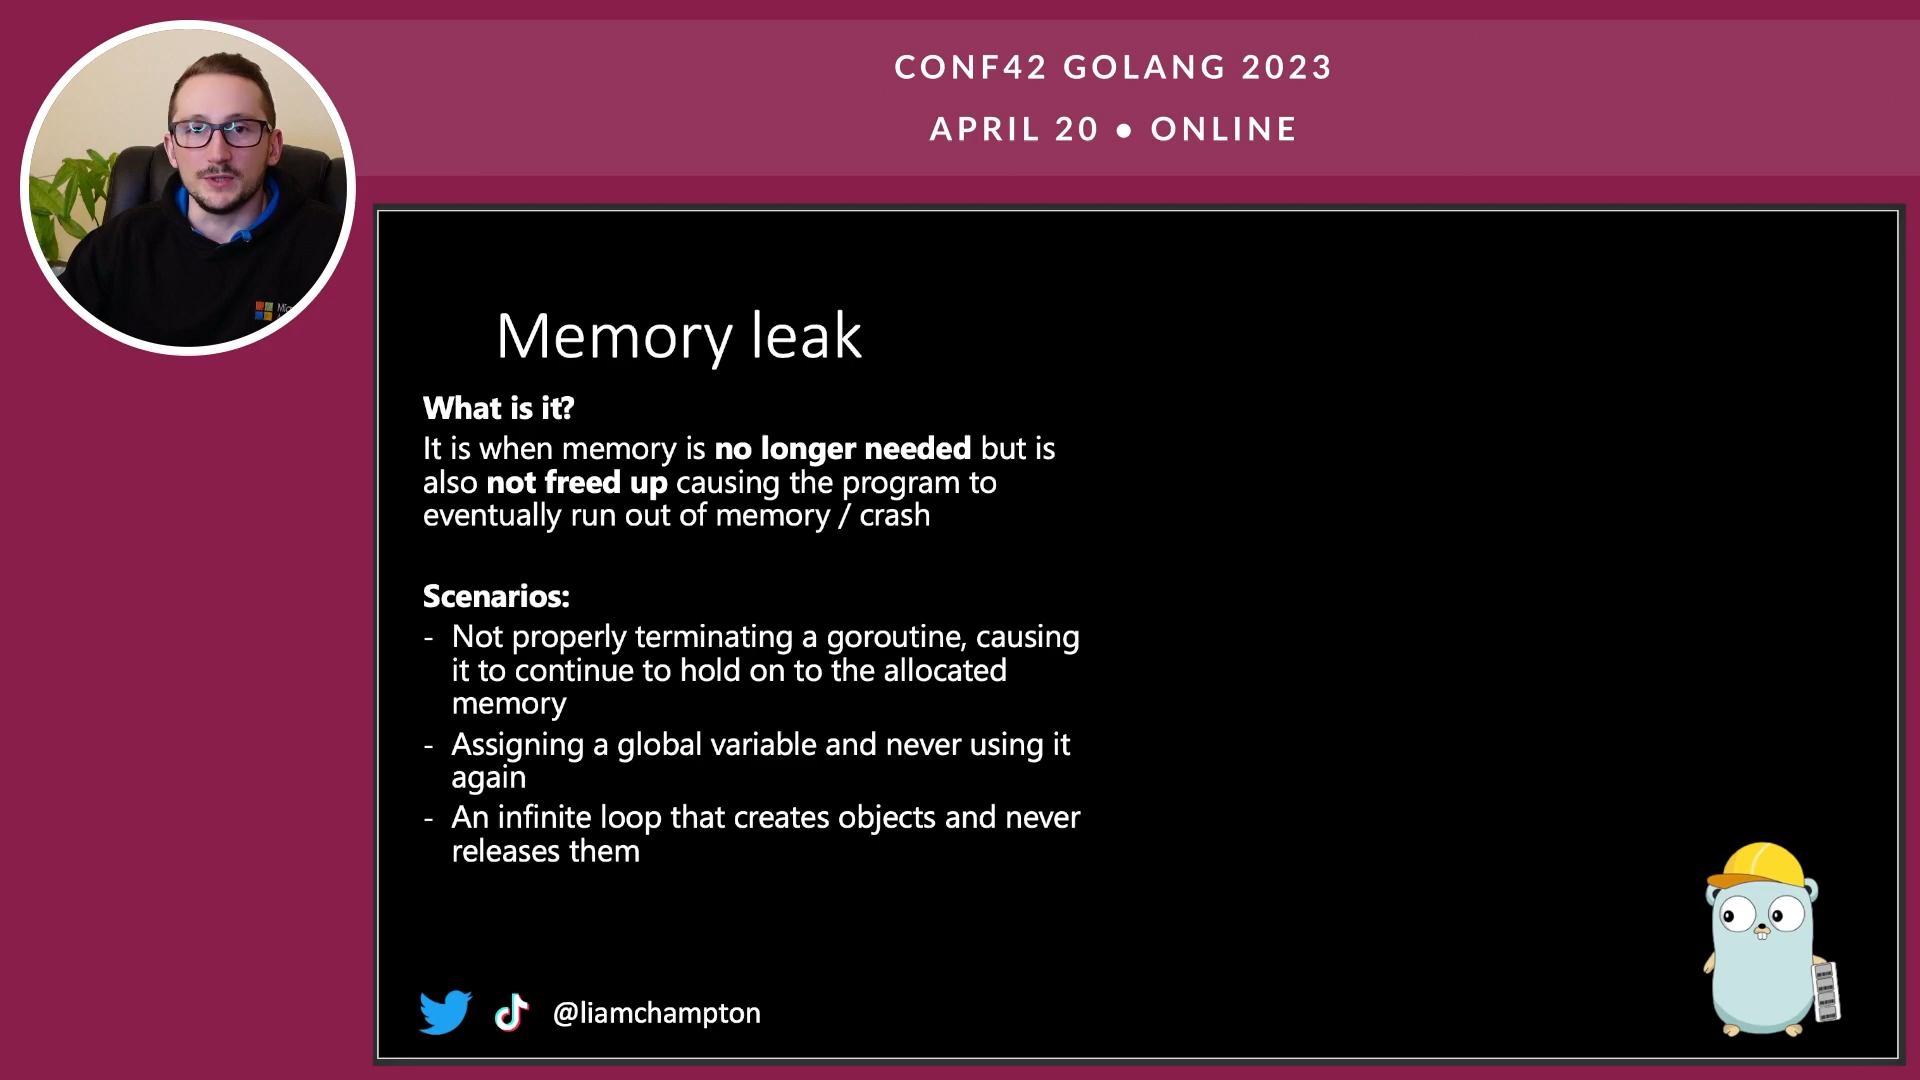 CONF42 GOLANG 2023
APRIL 20 ● ONLINE
Memory leak
What is it?
It is when memory is no longer needed but is
also not freed up causing the program to
eventually run out of memory / crash
Scenarios:
- Not properly terminating a goroutine, causing
it to continue to hold on to the allocated
memory
- Assigning a global variable and never using it
again
- An infinite loop that creates objects and never
releases them
@liamchampton